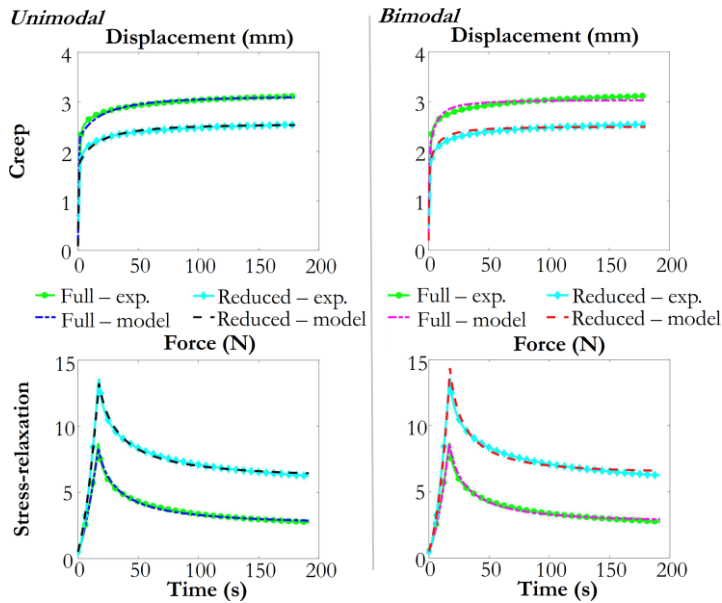 Unimodal
Displacement (mm)
4
3
2
1
0
0 50 100 150 200
Creep
Full – exp. Reduced – exp.
Full – model Reduced – model
Force (N)
15
10
5
0
0 50 100 150 200
Stress-relaxation
Time (s)
Bimodal
Displacement (mm)
4
3
2
1
0
0 50 100 150 200
Full – exp. Reduced – exp.
Full – model Reduced – model
Force (N)
15
10
5
0
0 50 100 150 200
Time (s)